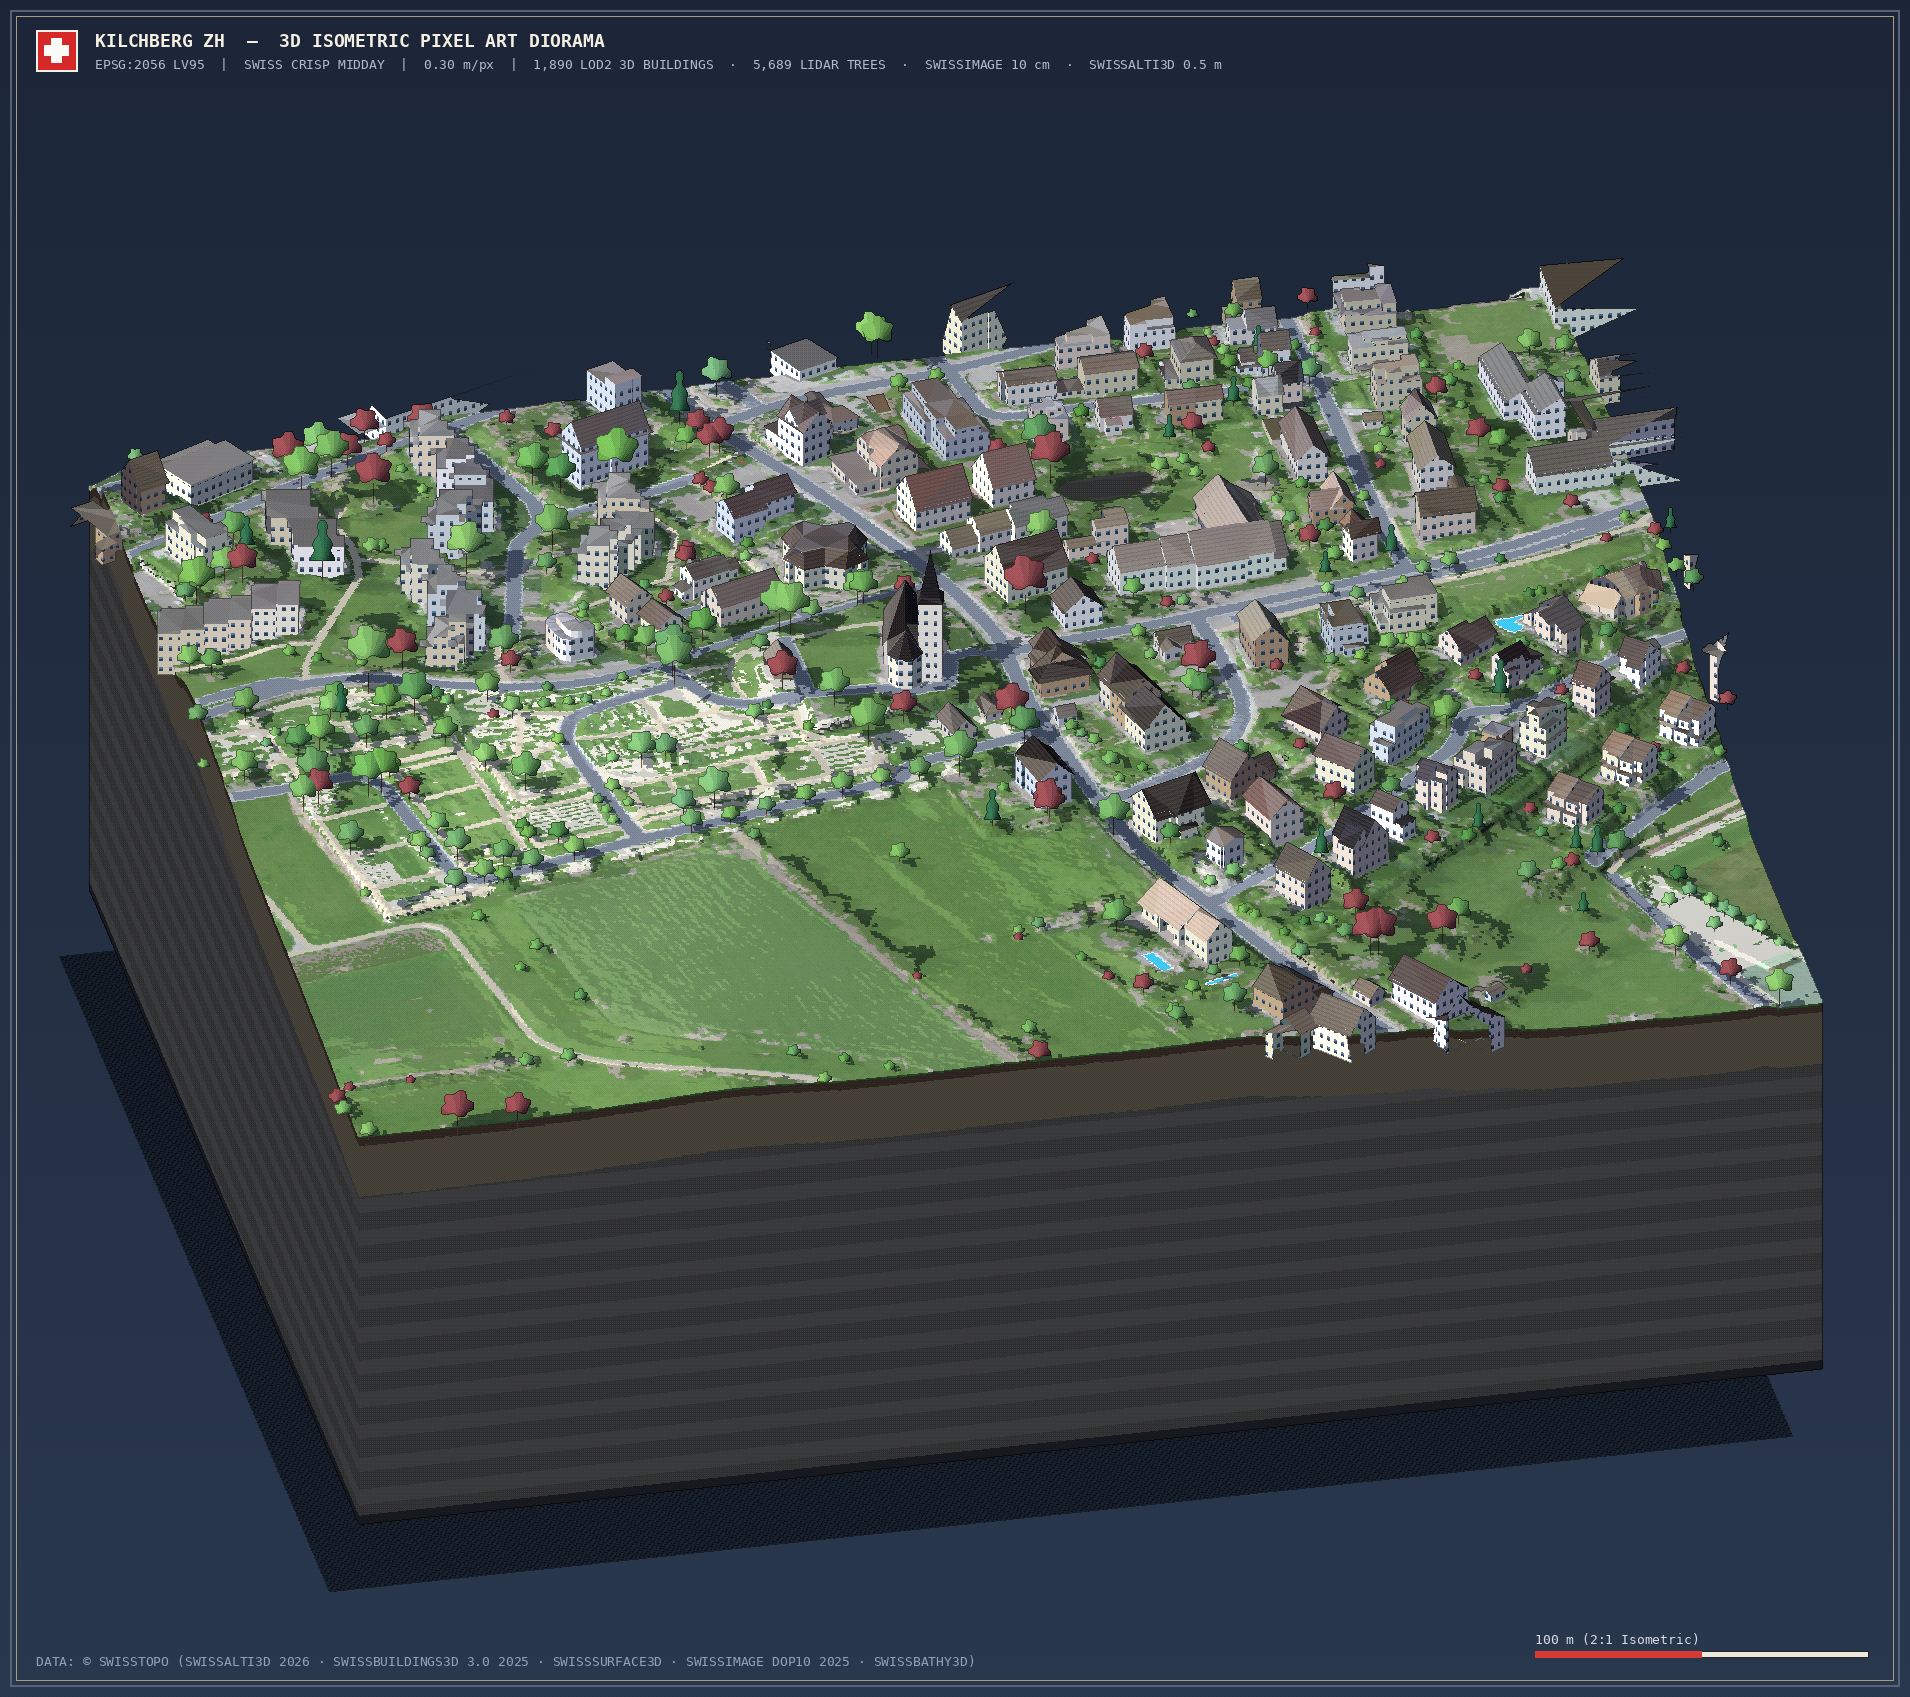 KILCHBERG ZH — 3D ISOMETRIC PIXEL ART DIORAMA
EPSG:2056 LV95 | SWISS CRISP MIDDAY | 0.30 m/px | 1,890 LOD2 3D BUILDINGS · 5,689 LIDAR TREES · SWISSIMAGE 10 cm · SWISSALTI3D 0.5 m
100 m (2:1 Isometric)
DATA: © SWISSTOPO (SWISSALTI3D 2026 · SWISSBUILDINGS3D 3.0 2025 · SWISSSURFACE3D · SWISSIMAGE DOP10 2025 · SWISSBATHY3D)